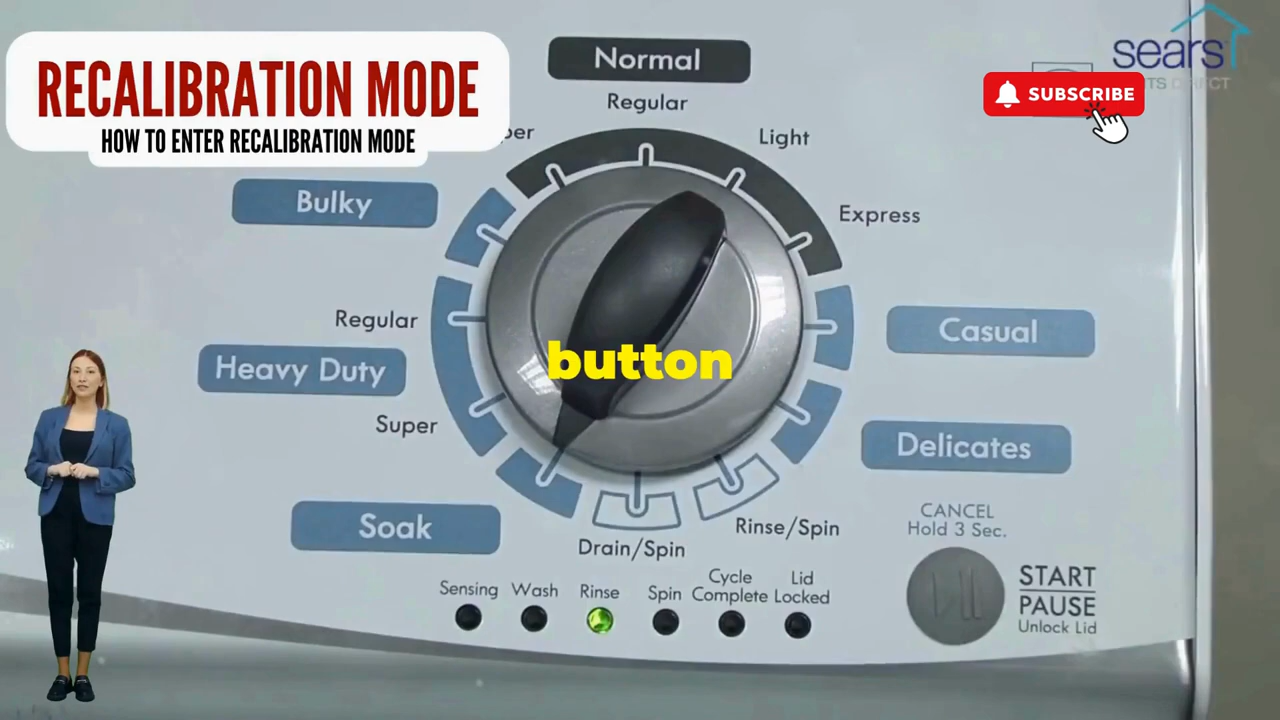 RECALIBRATION MODE
HOW TO ENTER RECALIBRATION MODE
sears
DIRECT
SUBSCRIBE
Normal
Regular
Light
Express
Bulky
Regular
Heavy Duty
Super
Soak
Casual
Delicates
Rinse/Spin
Drain/Spin
button
CANCEL
Hold 3 Sec.
START
PAUSE
Unlock Lid
Sensing
Wash
Rinse
Spin
Cycle
Complete
Lid
Locked